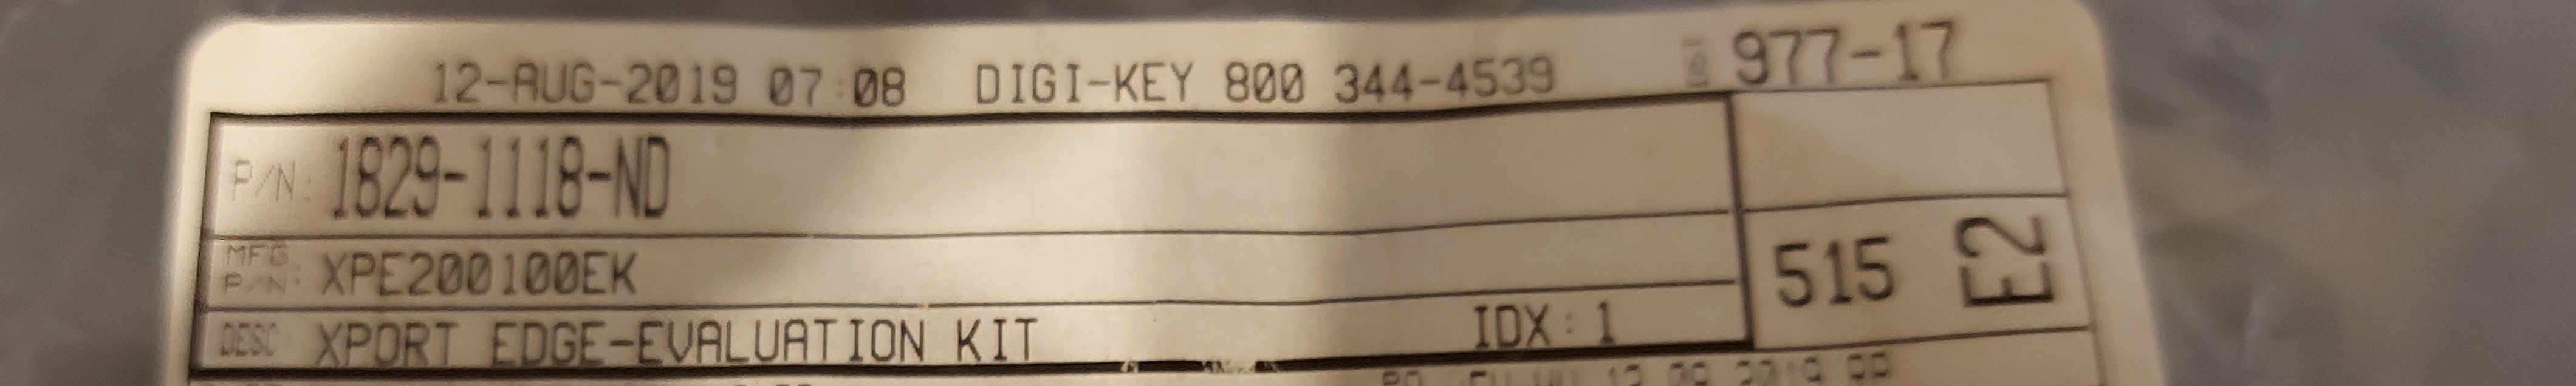 12-AUG-2019 07:08 DIGI-KEY 800 344-4539 977-17
P/N: 1829-1118-ND
MFG
P/N: XPE200100EK
515 E2
DESC: XPORT EDGE-EVALUATION KIT IDX: 1